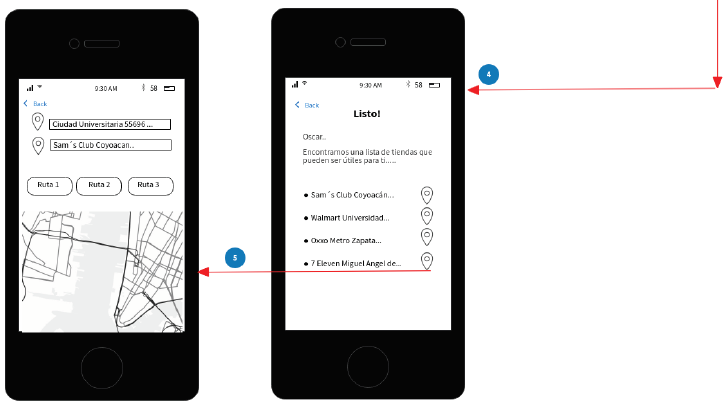 9:30 AM
58
Back
Ciudad Universitaria 55696 ...
Sam´s Club Coyoacan..
Ruta 1
Ruta 2
Ruta 3
5
9:30 AM
58
Back
Listo!
Oscar..
Encontramos una lista de tiendas que
pueden ser útiles para ti.....
• Sam´s Club Coyoacán...
• Walmart Universidad...
• Oxxo Metro Zapata...
• 7 Eleven Miguel Angel de...
4